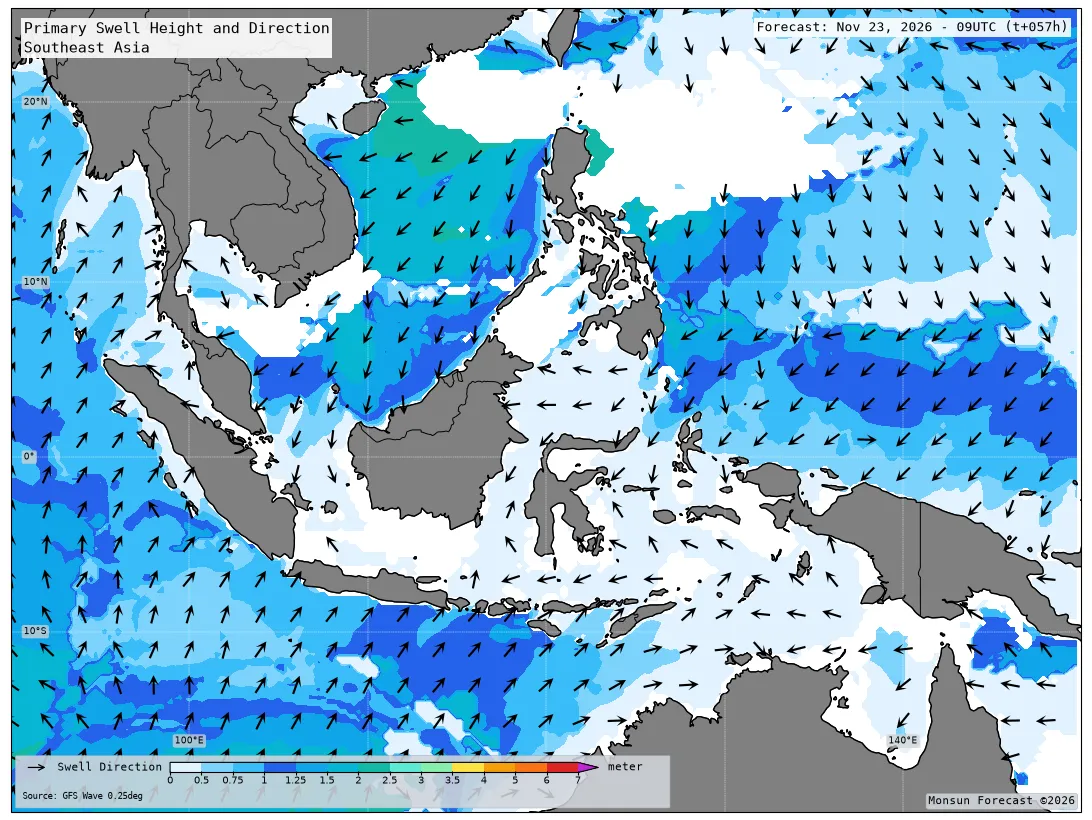 Primary Swell Height and Direction
Southeast Asia
Forecast: Nov 23, 2026 - 09UTC (t+057h)
20°N
10°N
0°
10°S
100°E
140°E
Swell Direction
0 0.5 0.75 1 1.25 1.5 2 2.5 3 3.5 4 5 6 7
meter
Source: GFS Wave 0.25deg
Monsun Forecast ©2026